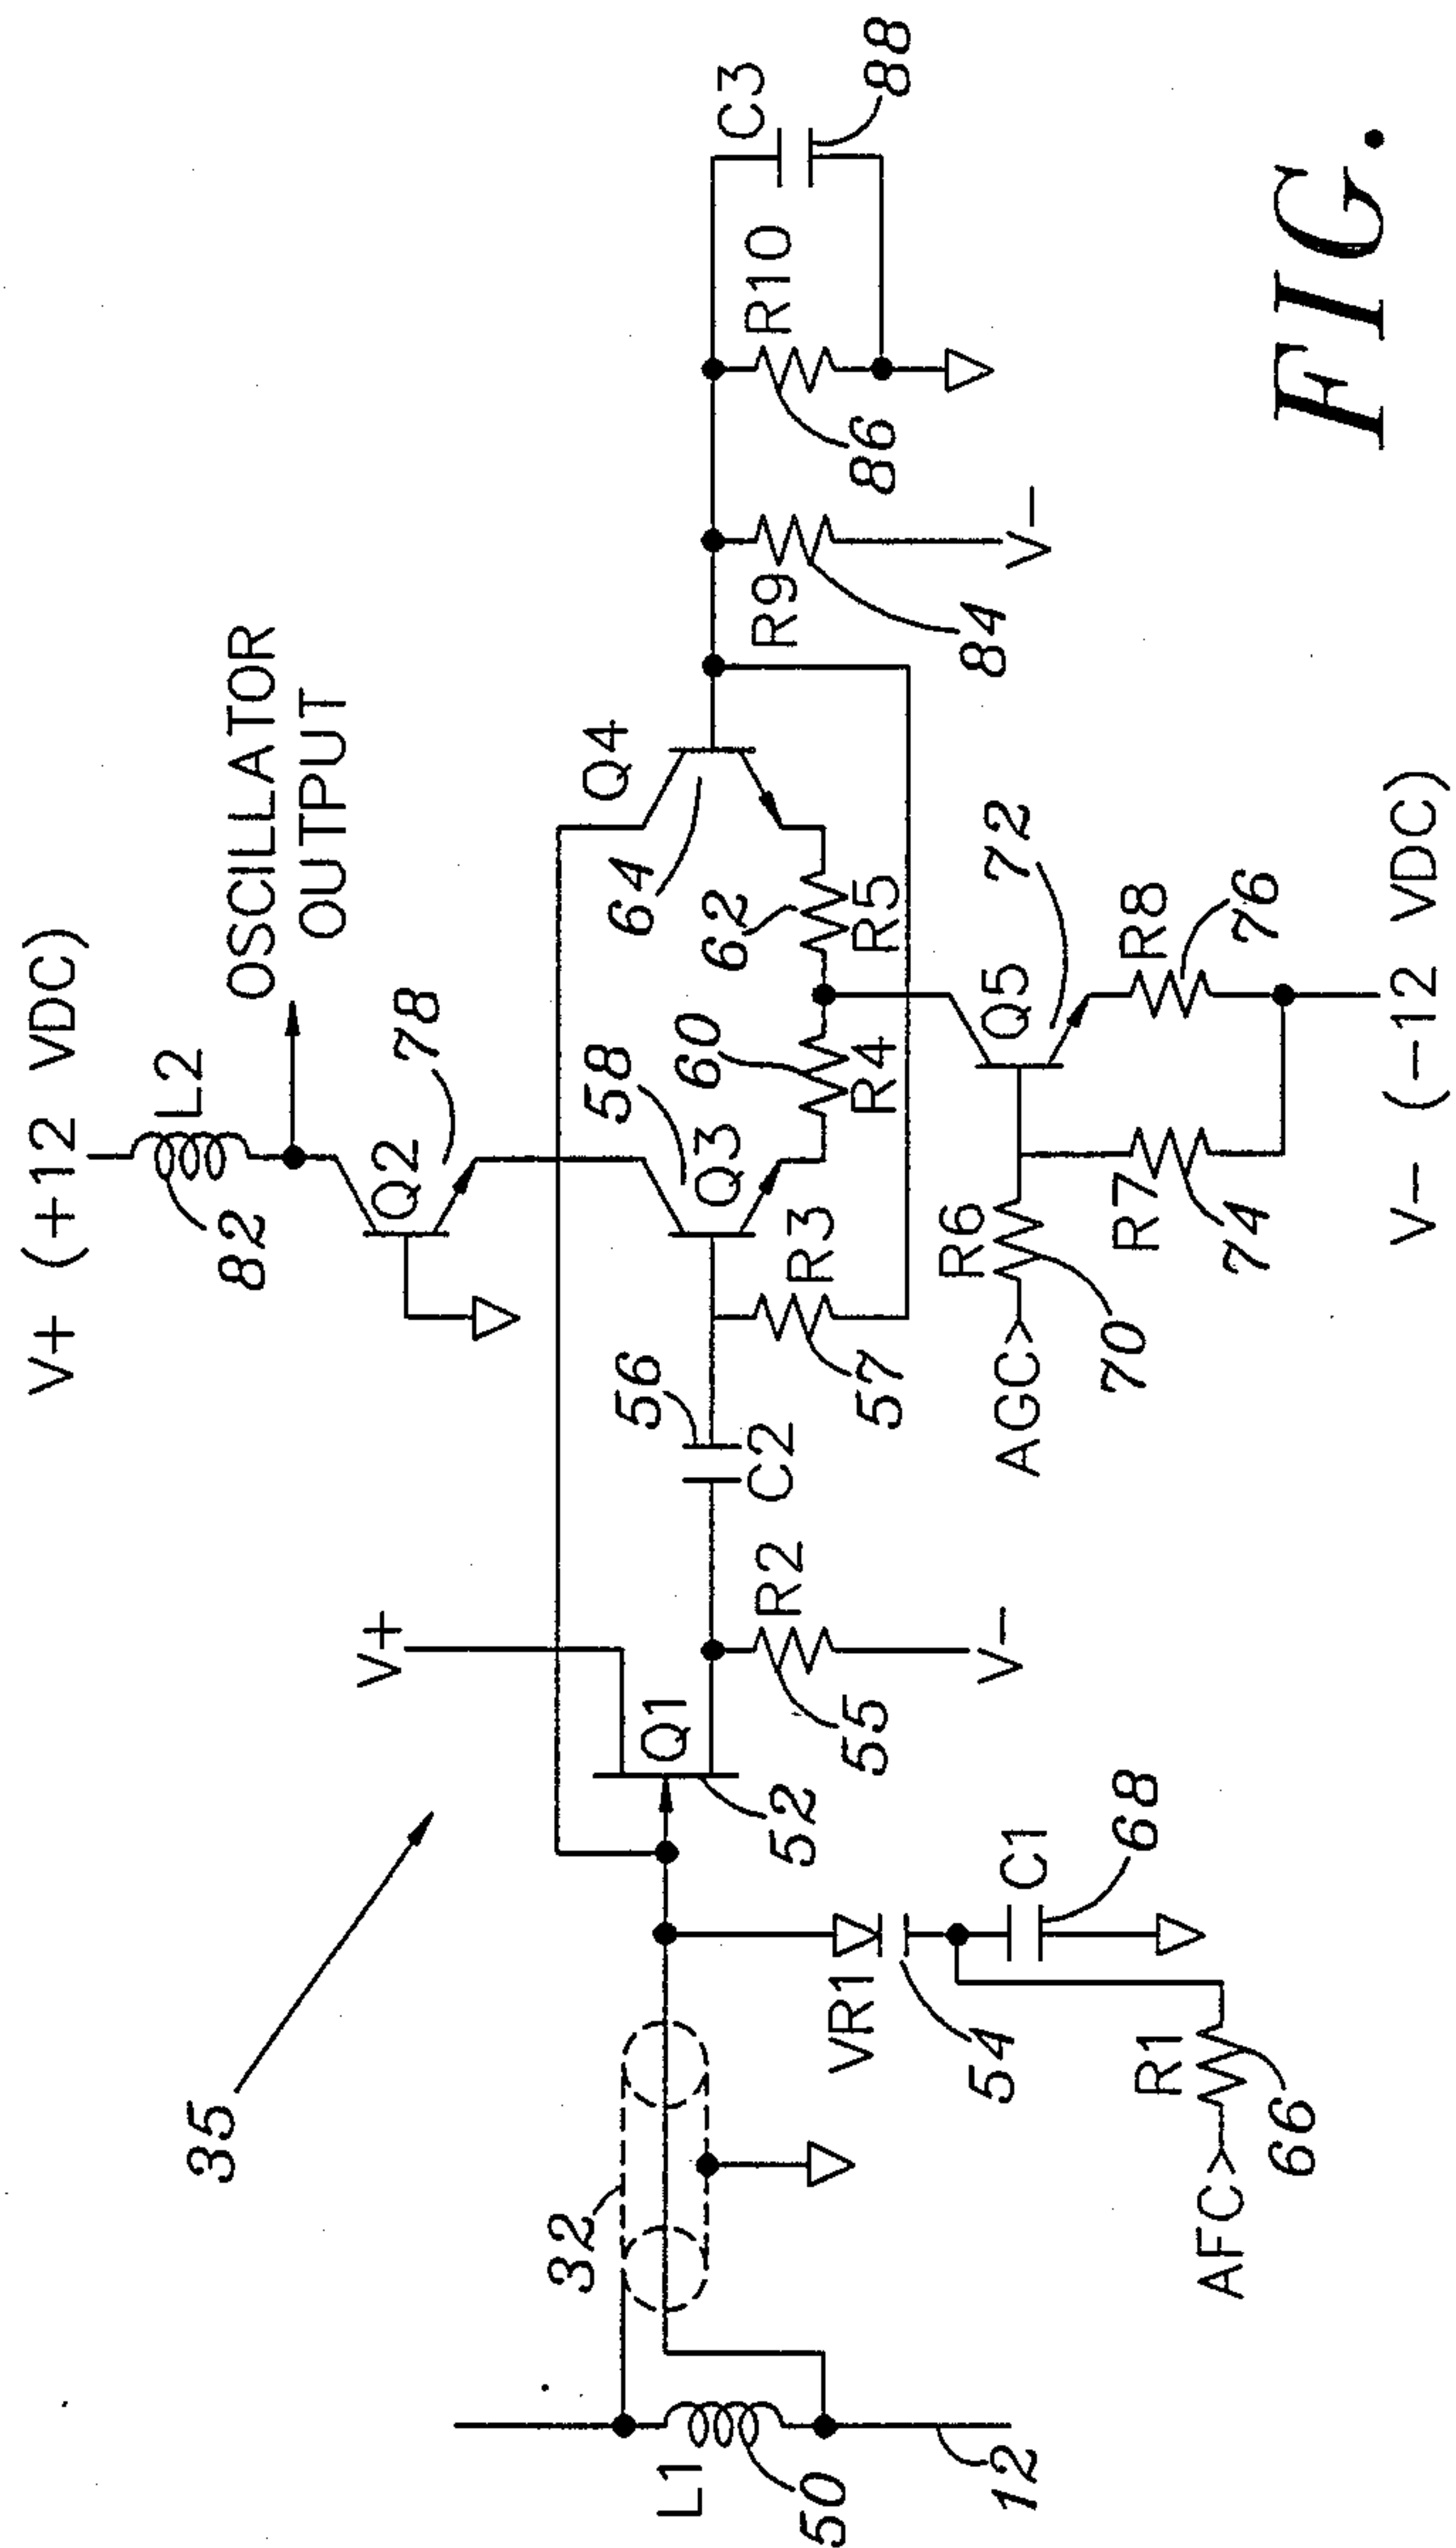 V+ (+12 VDC)
82
L2
OSCILLATOR
OUTPUT
Q2
78
35
V+
Q4
58
64
32
Q1
56
Q3
60
62
C3
L1
52
R2
C2
R3
R4
R5
R9
R10
88
50
VR1
55
57
86
12
54
C1
V-
AGC>
R6
Q5
72
84
V-
68
70
R7
R8
AFC>
R1
74
76
66
V- (-12 VDC)
FIG.